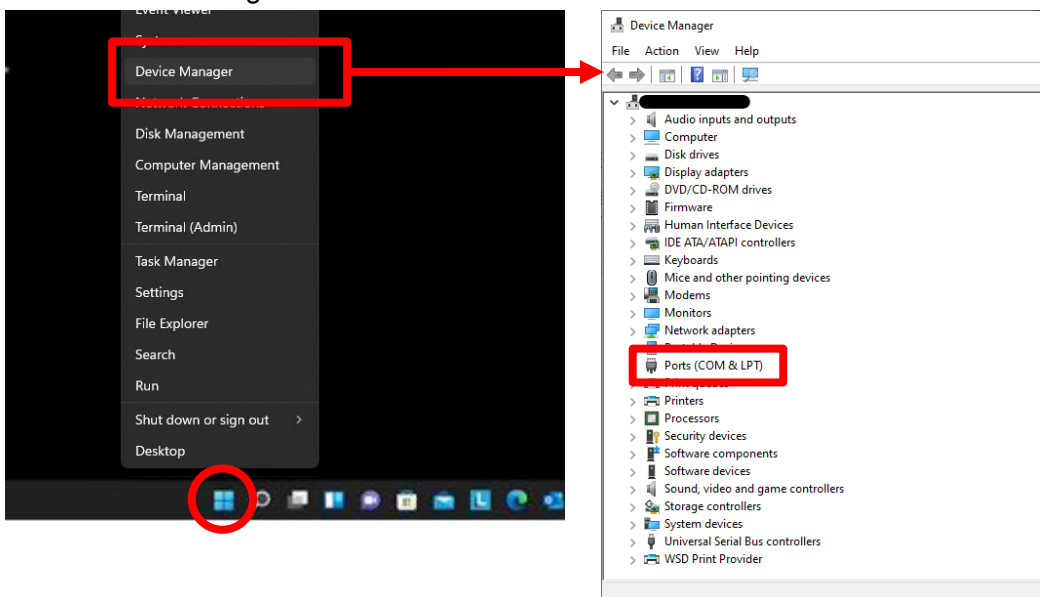 Device Manager
Disk Management
Computer Management
Terminal
Terminal (Admin)
Task Manager
Settings
File Explorer
Search
Run
Shut down or sign out
Desktop
Device Manager
File Action View Help
Audio inputs and outputs
Computer
Disk drives
Display adapters
DVD/CD-ROM drives
Firmware
Human Interface Devices
IDE ATA/ATAPI controllers
Keyboards
Mice and other pointing devices
Modems
Monitors
Network adapters
Ports (COM & LPT)
Printers
Processors
Security devices
Software components
Software devices
Sound, video and game controllers
Storage controllers
System devices
Universal Serial Bus controllers
WSD Print Provider